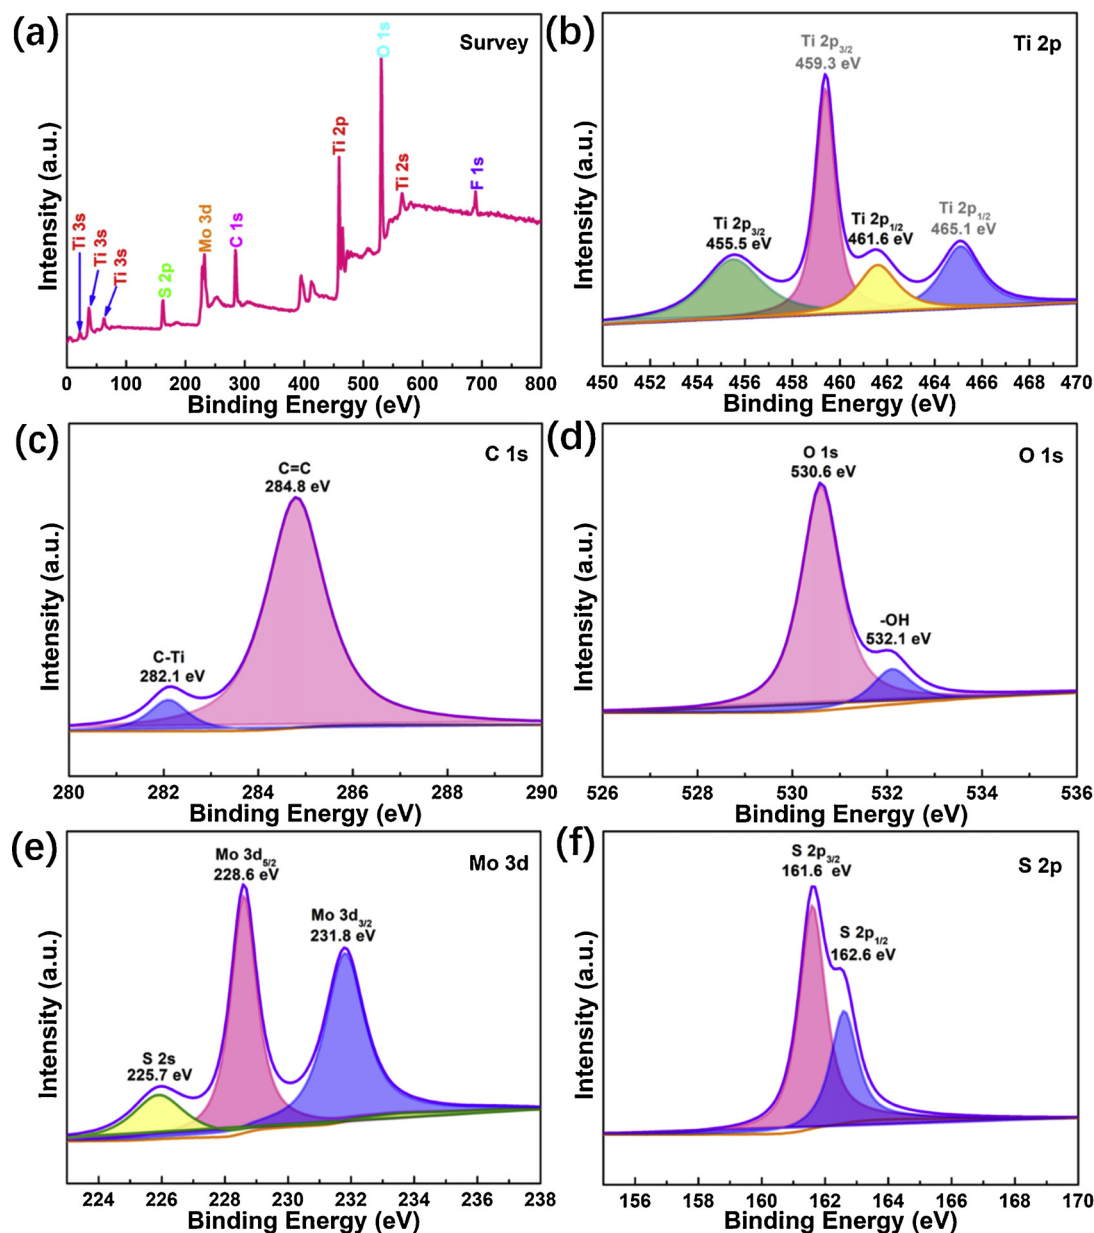 (a)
Survey
Intensity (a.u.)
Ti 3s
Ti 3s
Ti 3s
S 2p
Mo 3d
C 1s
Ti 2p
O 1s
Ti 2s
F 1s
0 100 200 300 400 500 600 700 800
Binding Energy (eV)
(b)
Ti 2p
Intensity (a.u.)
Ti 2p3/2
455.5 eV
Ti 2p3/2
459.3 eV
Ti 2p1/2
461.6 eV
Ti 2p1/2
465.1 eV
450 452 454 456 458 460 462 464 466 468 470
Binding Energy (eV)
(c)
C 1s
Intensity (a.u.)
C-Ti
282.1 eV
C=C
284.8 eV
280 282 284 286 288 290
Binding Energy (eV)
(d)
O 1s
Intensity (a.u.)
O 1s
530.6 eV
-OH
532.1 eV
526 528 530 532 534 536
Binding Energy (eV)
(e)
Mo 3d
Intensity (a.u.)
S 2s
225.7 eV
Mo 3d5/2
228.6 eV
Mo 3d3/2
231.8 eV
224 226 228 230 232 234 236 238
Binding Energy (eV)
(f)
S 2p
Intensity (a.u.)
S 2p3/2
161.6 eV
S 2p1/2
162.6 eV
156 158 160 162 164 166 168 170
Binding Energy (eV)